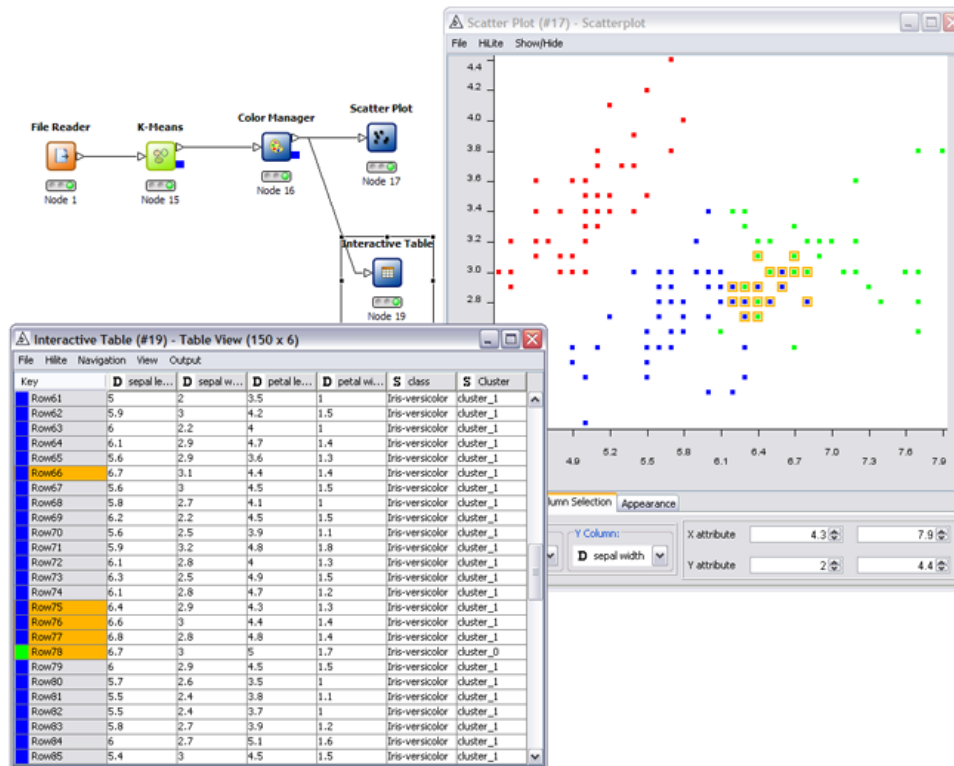 Scatter Plot (#17) - Scatterplot
File HiLite Show/Hide
4.4
4.2
3.8
3.6
3.4
3.2
3.0
2.8
4.9 5.2 5.5 5.8 6.1 6.4 6.7 7.0 7.3 7.6 7.9
lumn Selection Appearance
Y Column:
D sepal width
X attribute 4.3 7.9
Y attribute 2 4.4
File Reader
Node 1
K-Means
Node 15
Color Manager
Node 16
Scatter Plot
Node 17
Interactive Table
Node 19
Interactive Table (#19) - Table View (150 x 6)
File Hilite Navigation View Output
Key D sepal le... D sepal w... D petal le... D petal wi... S class S Cluster
Row61 5 2 3.5 1 Iris-versicolor cluster_1
Row62 5.9 3 4.2 1.5 Iris-versicolor cluster_1
Row63 6 2.2 4 1 Iris-versicolor cluster_1
Row64 6.1 2.9 4.7 1.4 Iris-versicolor cluster_1
Row65 5.6 2.9 3.6 1.3 Iris-versicolor cluster_1
Row66 6.7 3.1 4.4 1.4 Iris-versicolor cluster_1
Row67 5.6 3 4.5 1.5 Iris-versicolor cluster_1
Row68 5.8 2.7 4.1 1 Iris-versicolor cluster_1
Row69 6.2 2.2 4.5 1.5 Iris-versicolor cluster_1
Row70 5.6 2.5 3.9 1.1 Iris-versicolor cluster_1
Row71 5.9 3.2 4.8 1.8 Iris-versicolor cluster_1
Row72 6.1 2.8 4 1.3 Iris-versicolor cluster_1
Row73 6.3 2.5 4.9 1.5 Iris-versicolor cluster_1
Row74 6.1 2.8 4.7 1.2 Iris-versicolor cluster_1
Row75 6.4 2.9 4.3 1.3 Iris-versicolor cluster_1
Row76 6.6 3 4.4 1.4 Iris-versicolor cluster_1
Row77 6.8 2.8 4.8 1.4 Iris-versicolor cluster_1
Row78 6.7 3 5 1.7 Iris-versicolor cluster_0
Row79 6 2.9 4.5 1.5 Iris-versicolor cluster_1
Row80 5.7 2.6 3.5 1 Iris-versicolor cluster_1
Row81 5.5 2.4 3.8 1.1 Iris-versicolor cluster_1
Row82 5.5 2.4 3.7 1 Iris-versicolor cluster_1
Row83 5.8 2.7 3.9 1.2 Iris-versicolor cluster_1
Row84 6 2.7 5.1 1.6 Iris-versicolor cluster_1
Row85 5.4 3 4.5 1.5 Iris-versicolor cluster_1